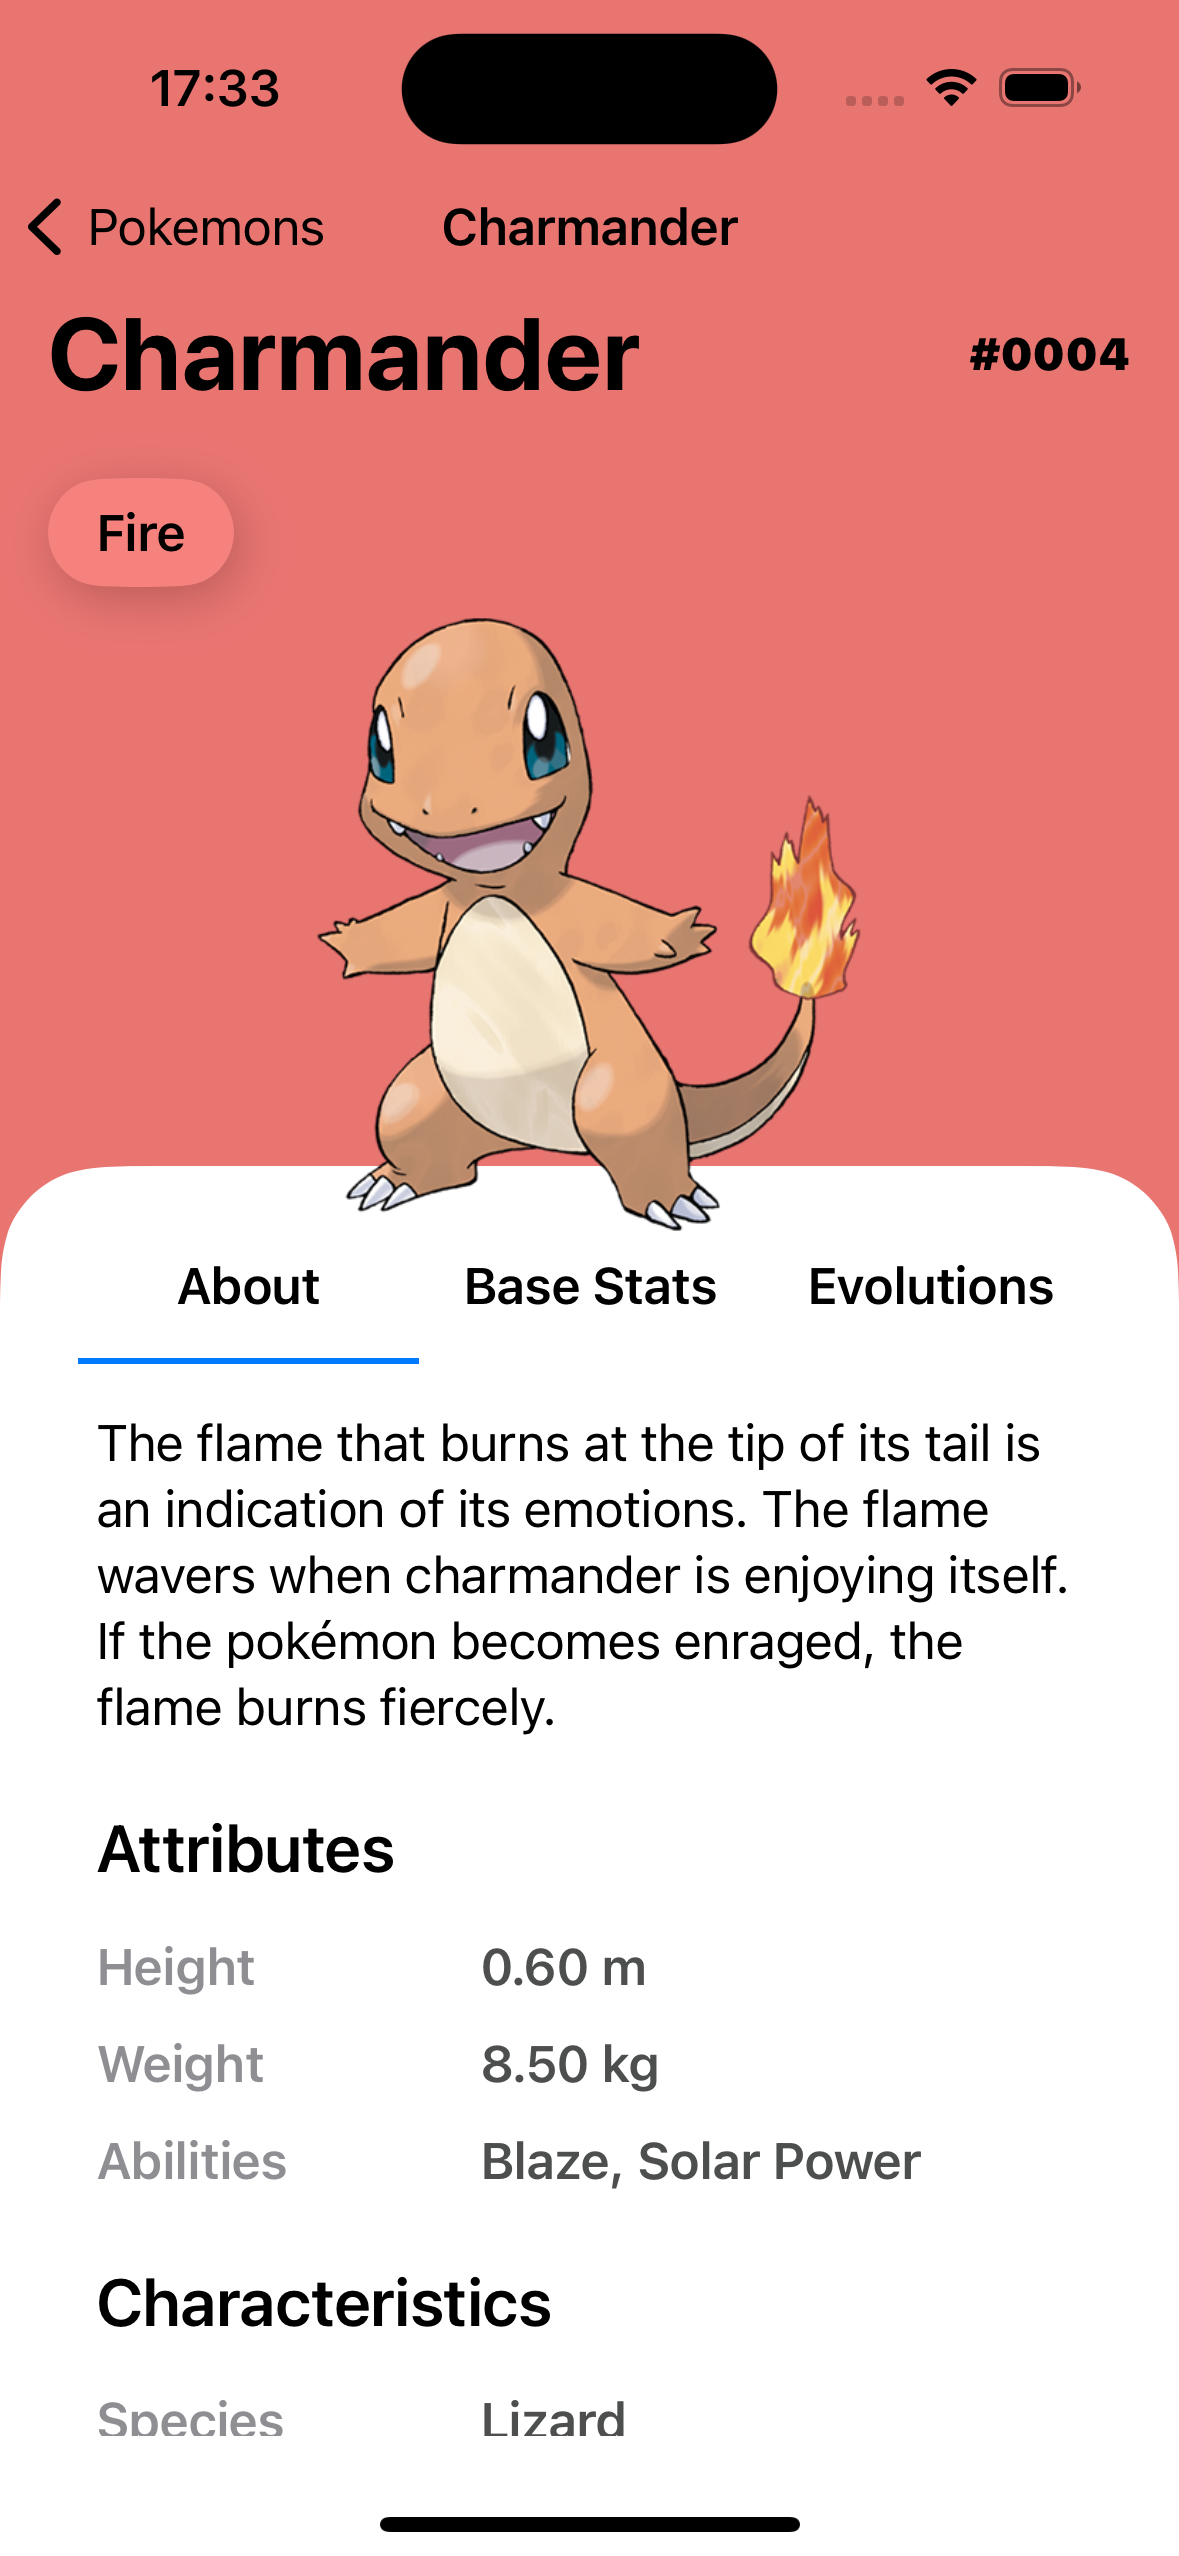 17:33
Pokemons
Charmander
Charmander
#0004
Fire
About
Base Stats
Evolutions
The flame that burns at the tip of its tail is
an indication of its emotions. The flame
wavers when charmander is enjoying itself.
If the pokémon becomes enraged, the
flame burns fiercely.
Attributes
Height 0.60 m
Weight 8.50 kg
Abilities Blaze, Solar Power
Characteristics
Species Lizard